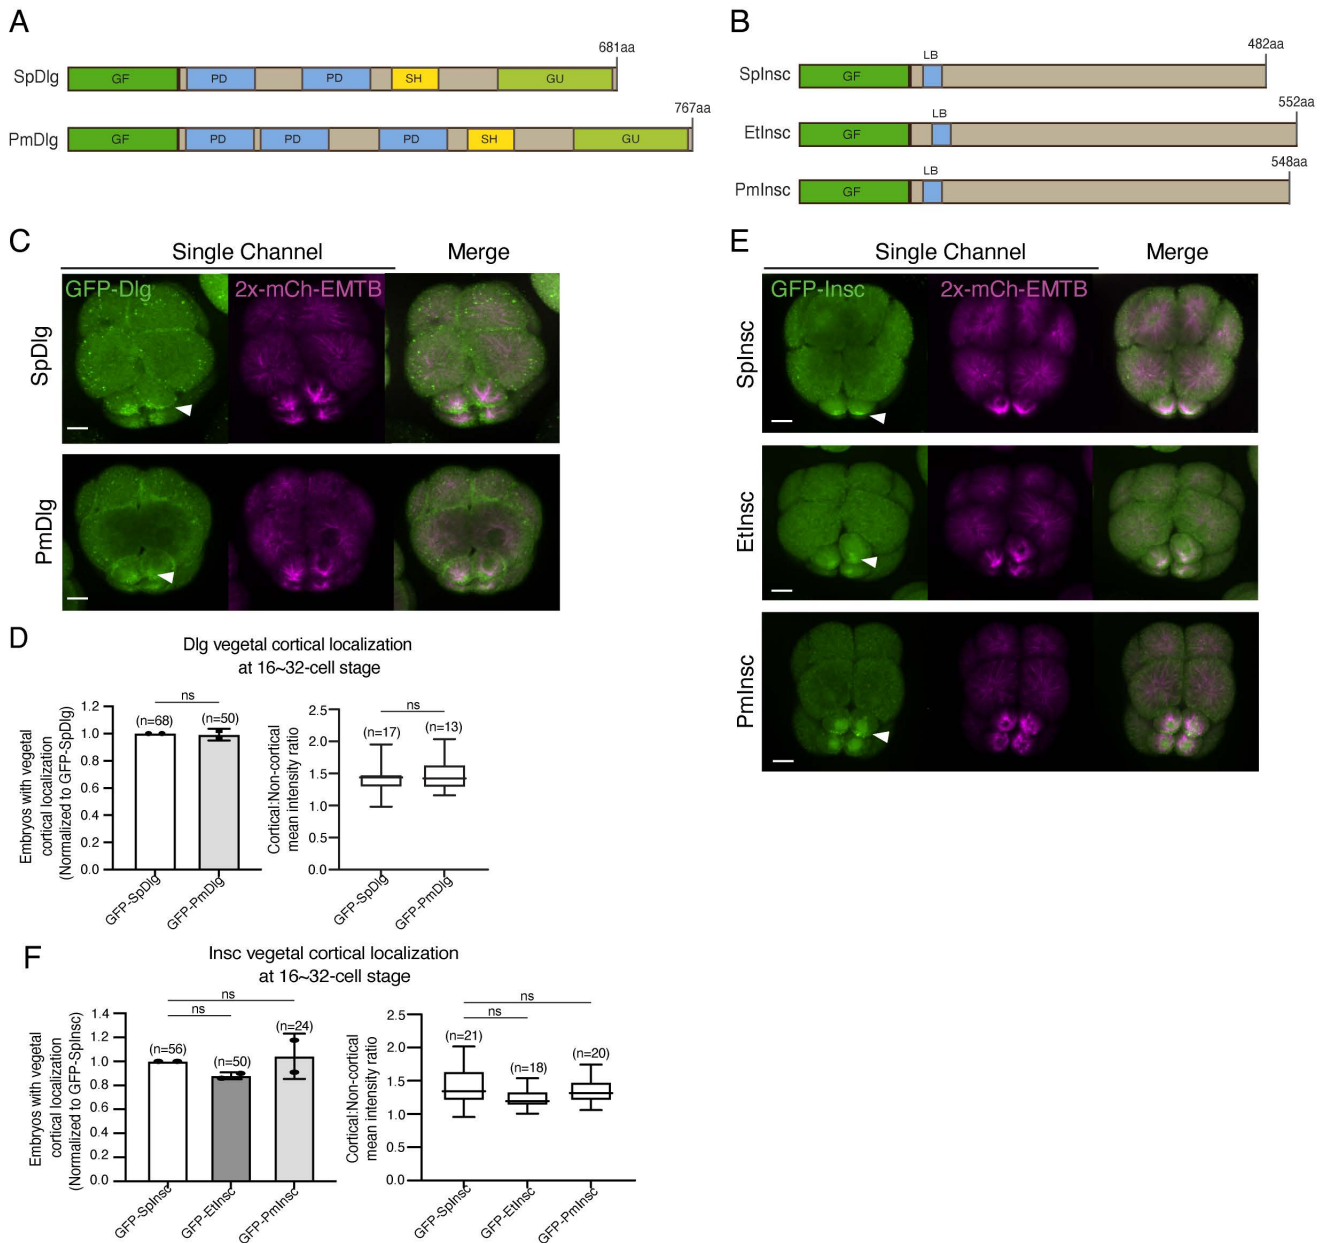 A
681aa
SpDlg GF PD PD SH GU
767aa
PmDlg GF PD PD PD SH GU
B
482aa
LB
SpInsc GF
552aa
LB
EtInsc GF
548aa
LB
PmInsc GF
C
Single Channel Merge
GFP-Dlg 2x-mCh-EMTB
SpDlg
PmDlg
E
Single Channel Merge
GFP-Insc 2x-mCh-EMTB
SpInsc
EtInsc
PmInsc
D
Dlg vegetal cortical localization
at 16~32-cell stage
Embryos with vegetal
cortical localization
(Normalized to GFP-SpDlg)
1.2
1.0
0.8
0.6
0.4
0.2
0.0
ns
(n=68) (n=50)
GFP-SpDlg
GFP-PmDlg
Cortical:Non-cortical
mean intensity ratio
2.5
2.0
1.5
1.0
0.5
0.0
ns
(n=17) (n=13)
GFP-SpDlg
GFP-PmDlg
F
Insc vegetal cortical localization
at 16~32-cell stage
Embryos with vegetal
cortical localization
(Normalized to GFP-SpInsc)
1.4
1.2
1.0
0.8
0.6
0.4
0.2
0.0
ns
ns
(n=56) (n=50) (n=24)
GFP-SpInsc
GFP-EtInsc
GFP-PmInsc
Cortical:Non-cortical
mean intensity ratio
2.5
2.0
1.5
1.0
0.5
0.0
ns
ns
(n=21) (n=18) (n=20)
GFP-SpInsc
GFP-EtInsc
GFP-PmInsc